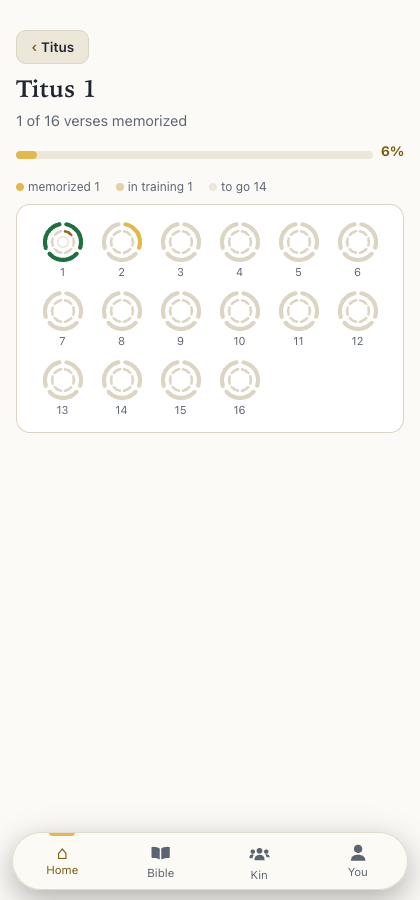 ‹ Titus
Titus 1
1 of 16 verses memorized
6%
memorized 1 in training 1 to go 14
1 2 3 4 5 6
7 8 9 10 11 12
13 14 15 16
Home Bible Kin You